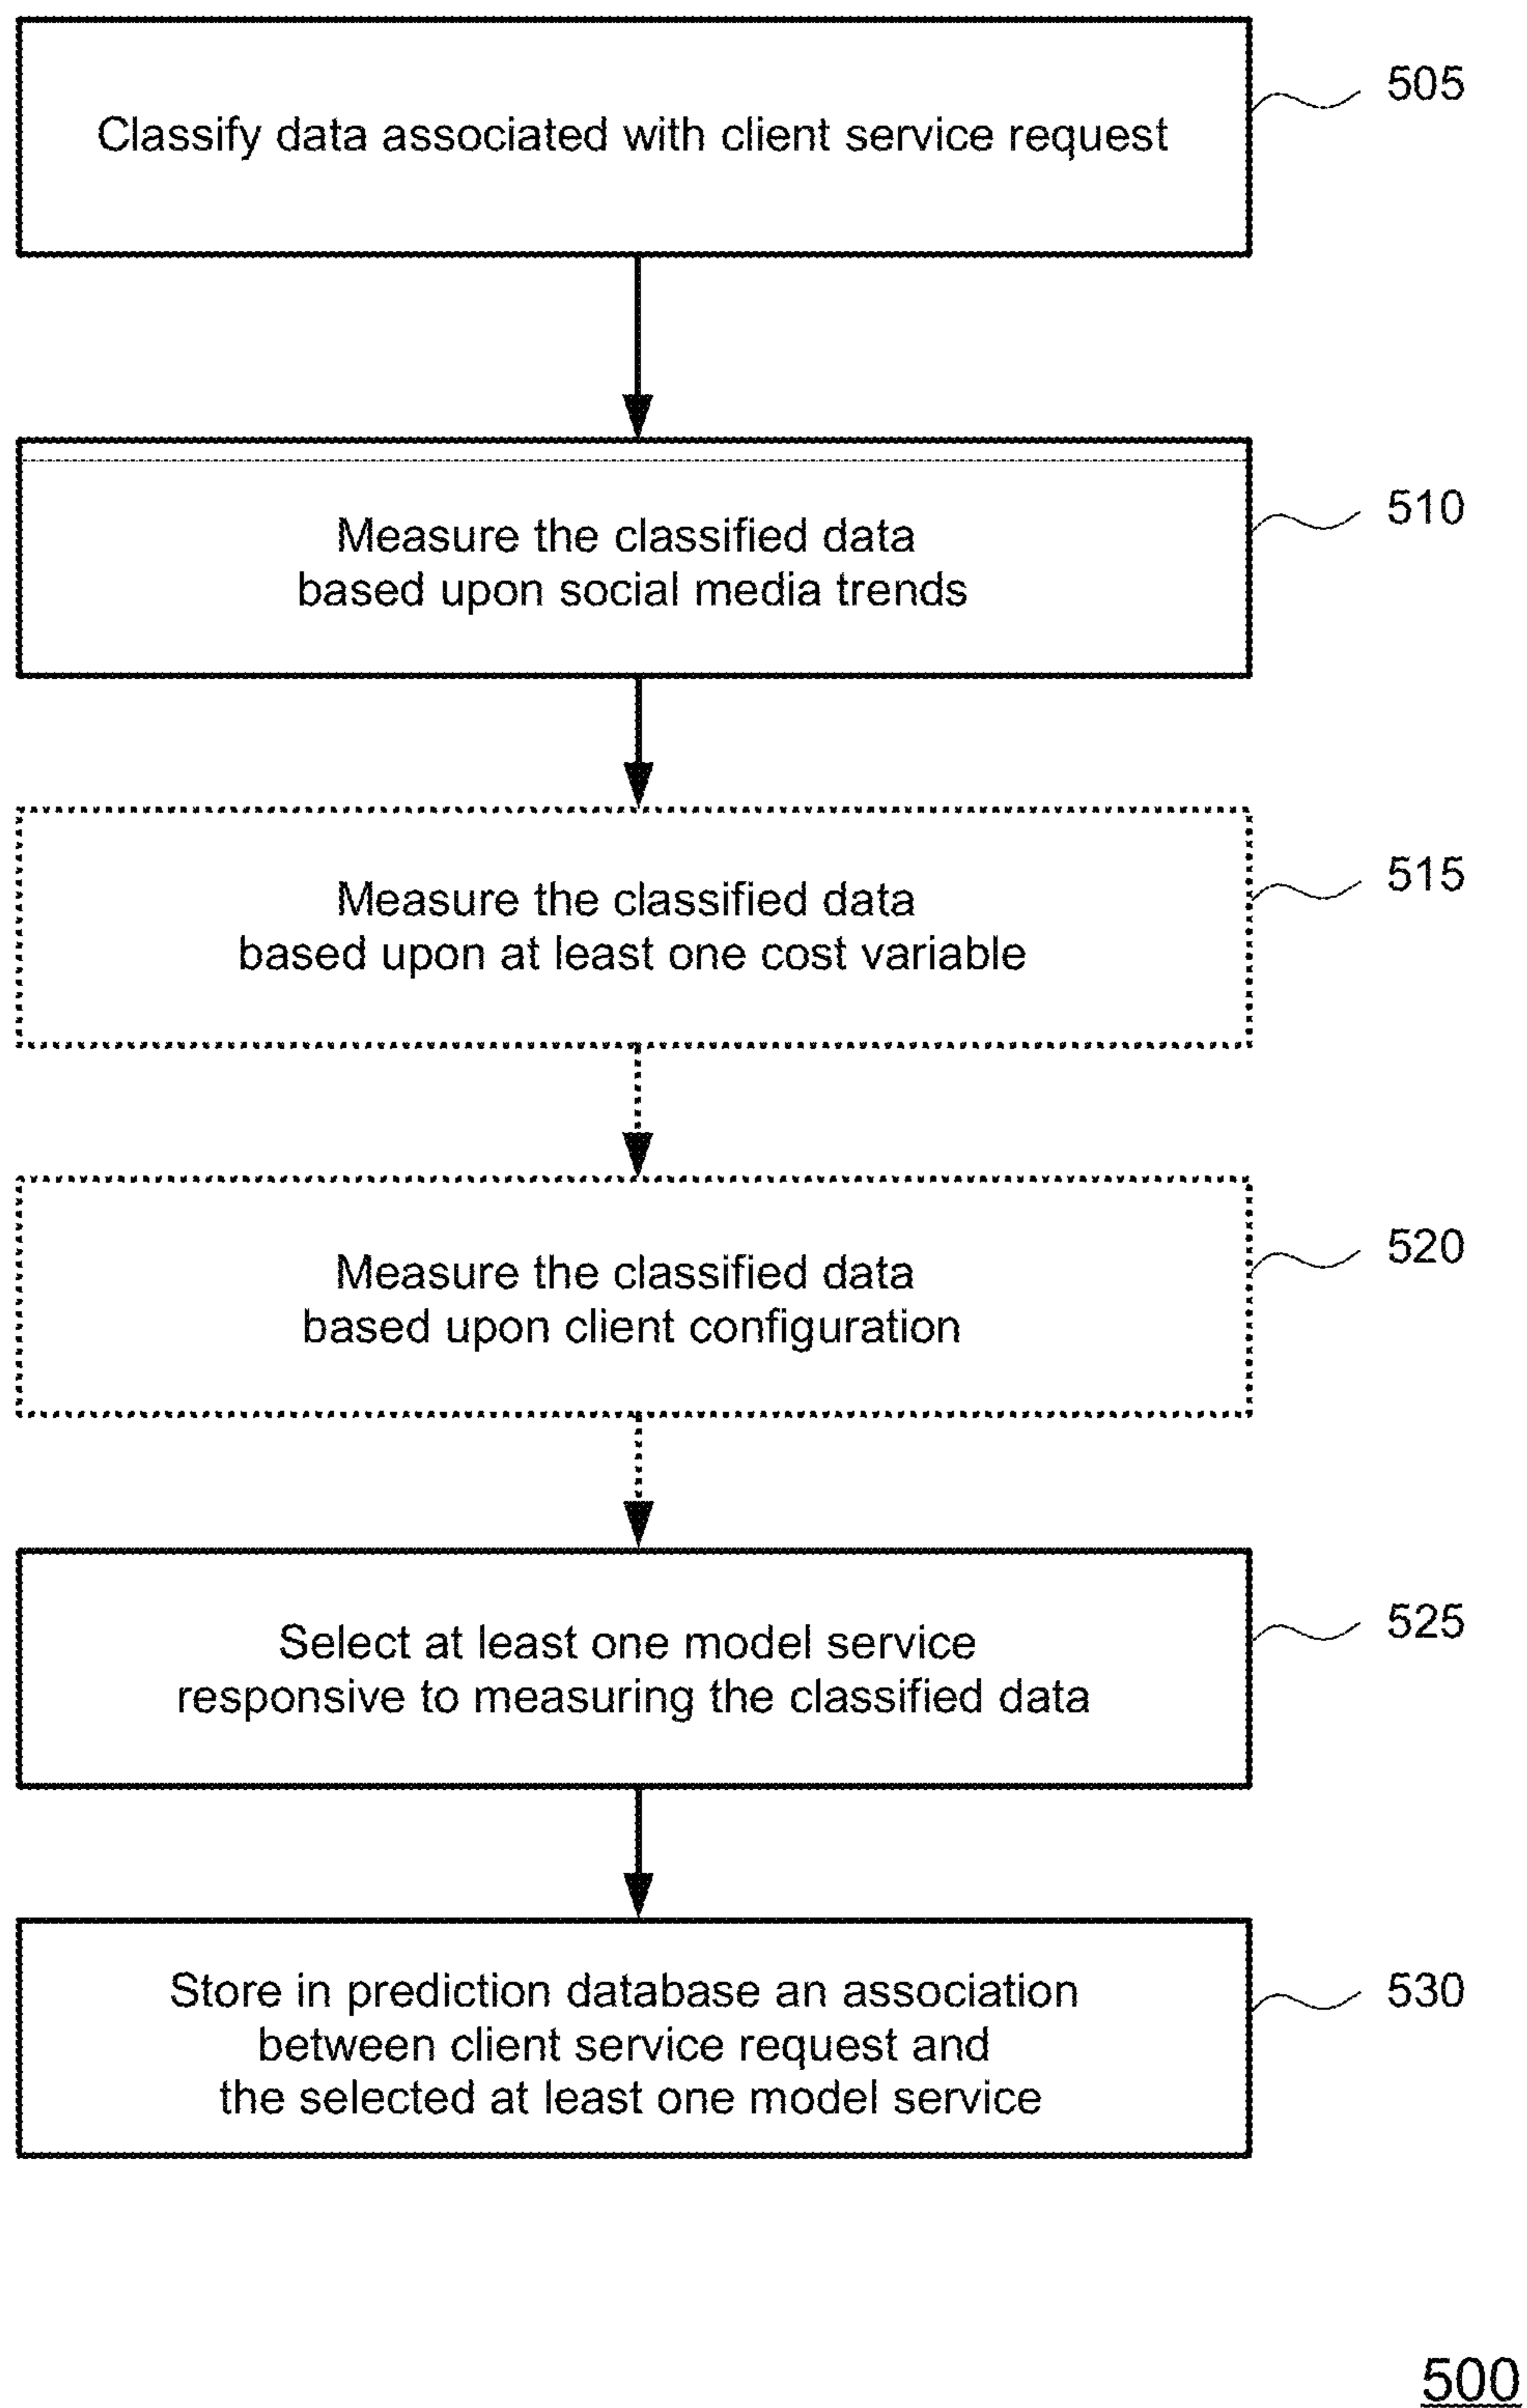 Classify data associated with client service request
505
Measure the classified data
based upon social media trends
510
Measure the classified data
based upon at least one cost variable
515
Measure the classified data
based upon client configuration
520
Select at least one model service
responsive to measuring the classified data
525
Store in prediction database an association
between client service request and
the selected at least one model service
530
500